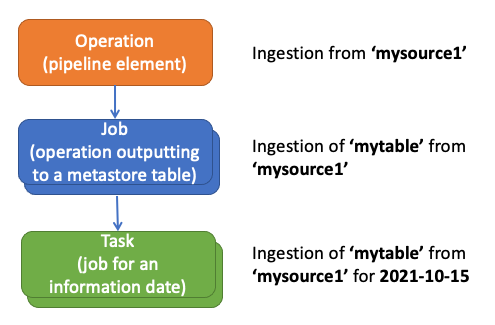 Operation
(pipeline element)
Ingestion from ‘mysource1’
Job
(operation outputting
to a metastore table)
Ingestion of ‘mytable’ from
‘mysource1’
Task
(job for an
information date)
Ingestion of ‘mytable’ from
‘mysource1’ for 2021-10-15